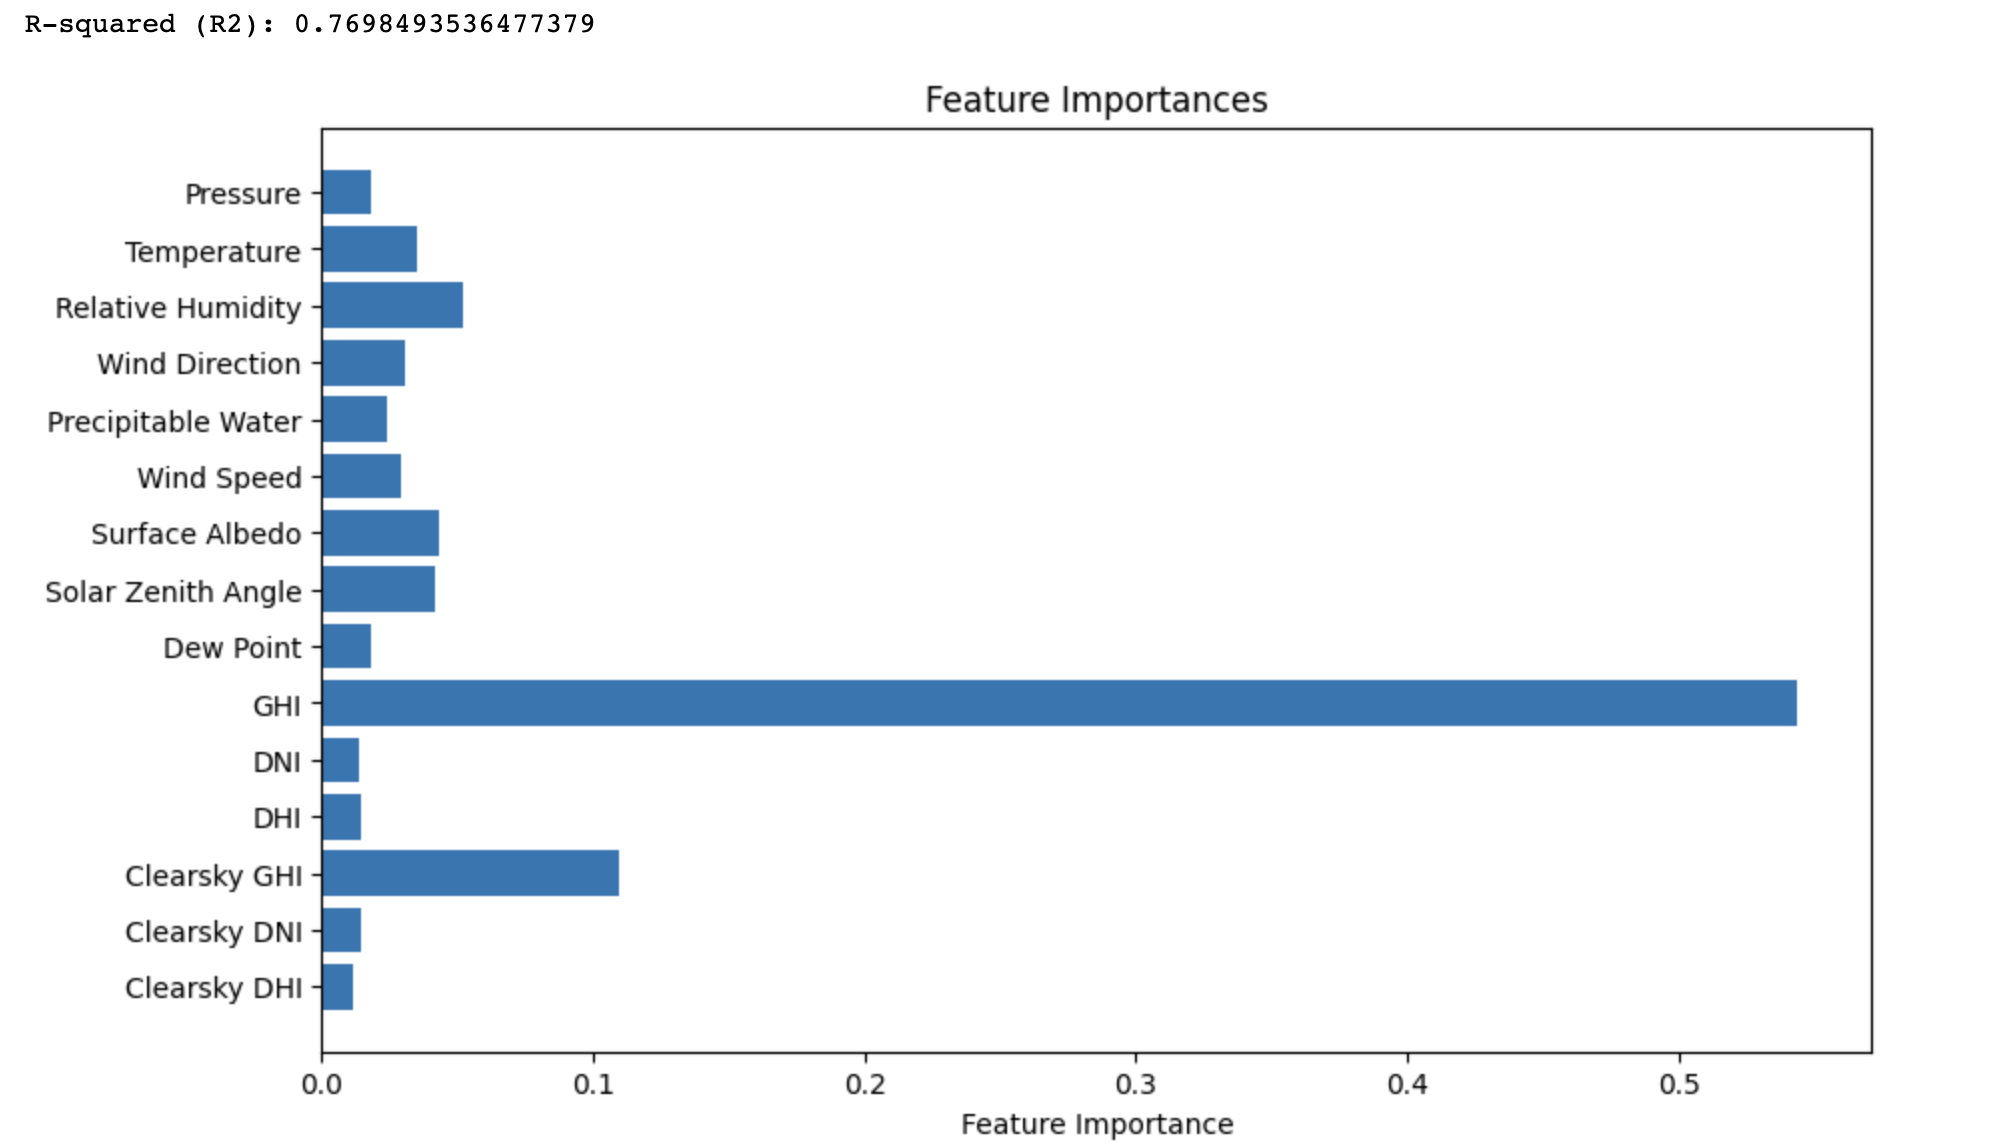 R-squared (R2): 0.7698493536477379
Feature Importances
Pressure
Temperature
Relative Humidity
Wind Direction
Precipitable Water
Wind Speed
Surface Albedo
Solar Zenith Angle
Dew Point
GHI
DNI
DHI
Clearsky GHI
Clearsky DNI
Clearsky DHI
0.0 0.1 0.2 0.3 0.4 0.5
Feature Importance